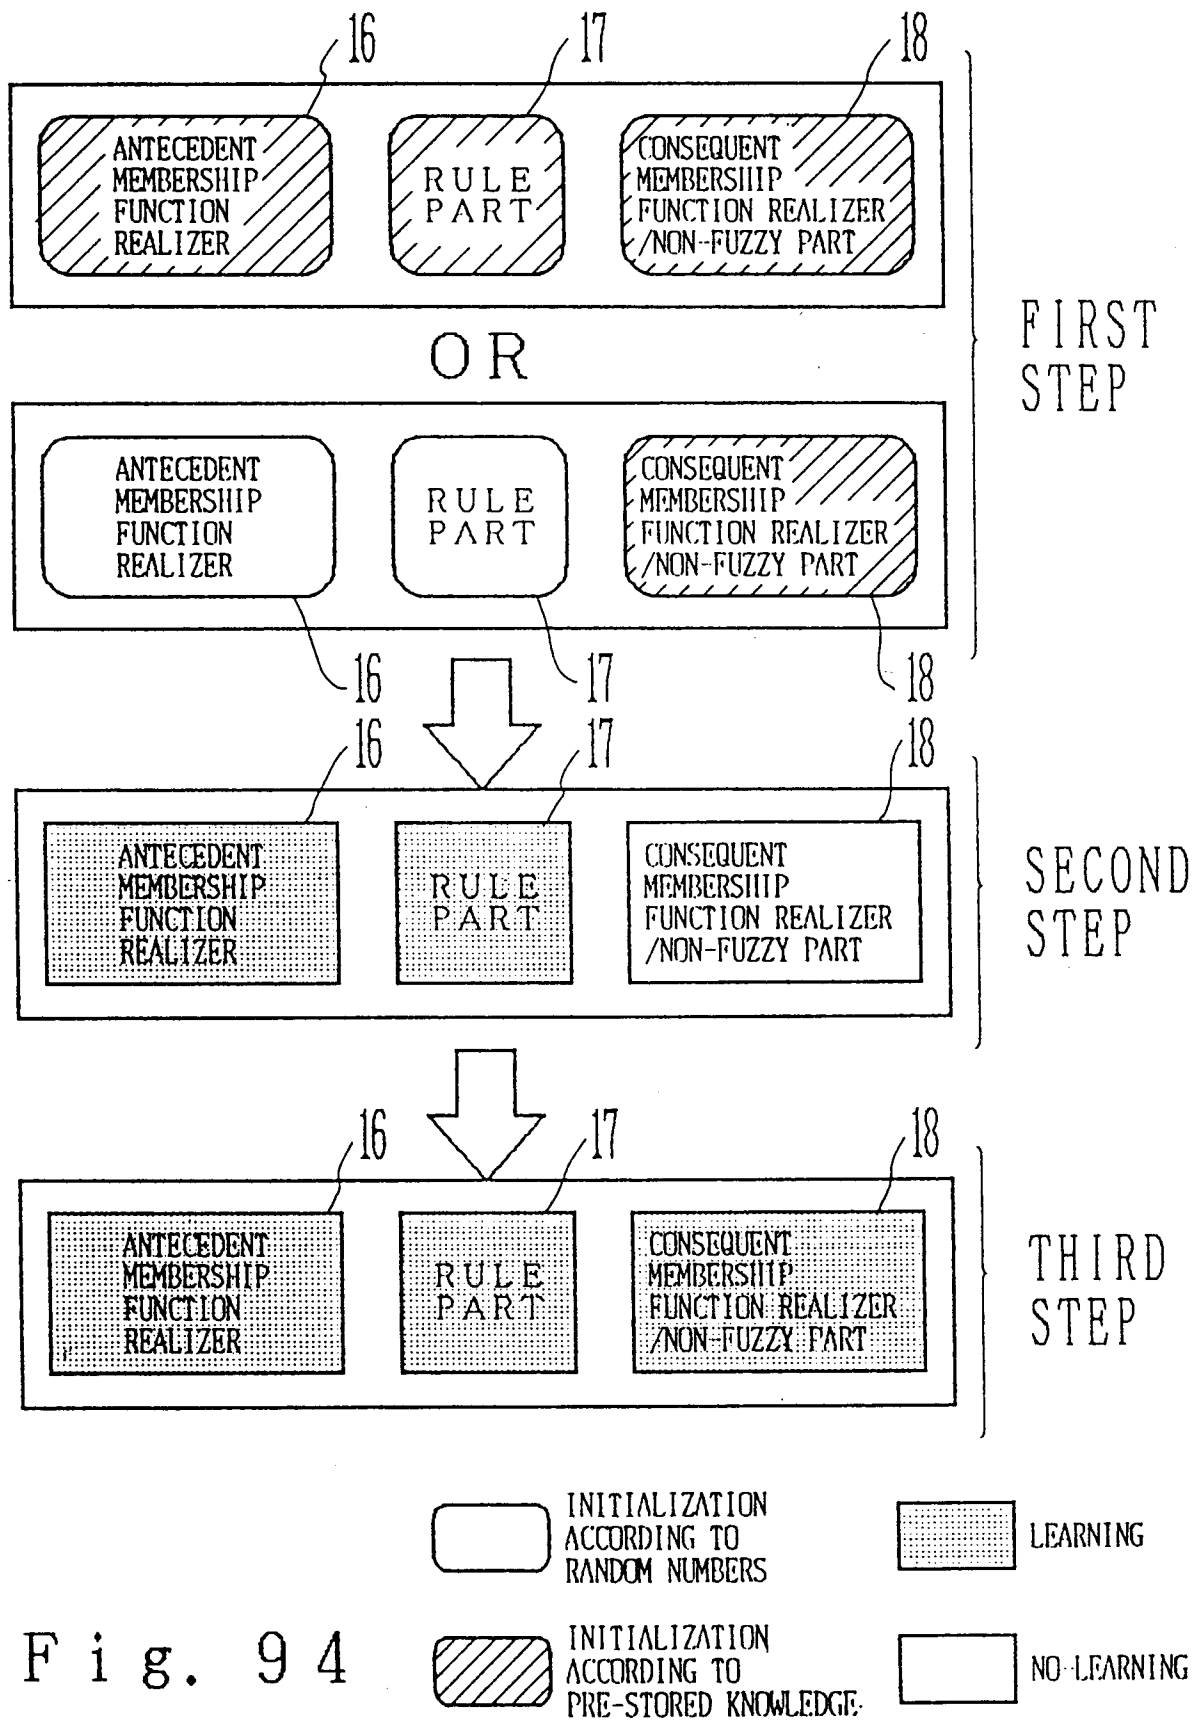 16
17
18
ANTECEDENT
MEMBERSHIP
FUNCTION
REALIZER
RULE
PART
CONSEQUENT
MEMBERSHIP
FUNCTION REALIZER
/NON-FUZZY PART
OR
FIRST
STEP
ANTECEDENT
MEMBERSHIP
FUNCTION
REALIZER
RULE
PART
CONSEQUENT
MEMBERSHIP
FUNCTION REALIZER
/NON-FUZZY PART
16
17
18
16
17
18
ANTECEDENT
MEMBERSHIP
FUNCTION
REALIZER
RULE
PART
CONSEQUENT
MEMBERSHIP
FUNCTION REALIZER
/NON-FUZZY PART
SECOND
STEP
16
17
18
ANTECEDENT
MEMBERSHIP
FUNCTION
REALIZER
RULE
PART
CONSEQUENT
MEMBERSHIP
FUNCTION REALIZER
/NON-FUZZY PART
THIRD
STEP
INITIALIZATION
ACCORDING TO
RANDOM NUMBERS
LEARNING
INITIALIZATION
ACCORDING TO
PRE-STORED KNOWLEDGE
NO-LEARNING
Fig. 94